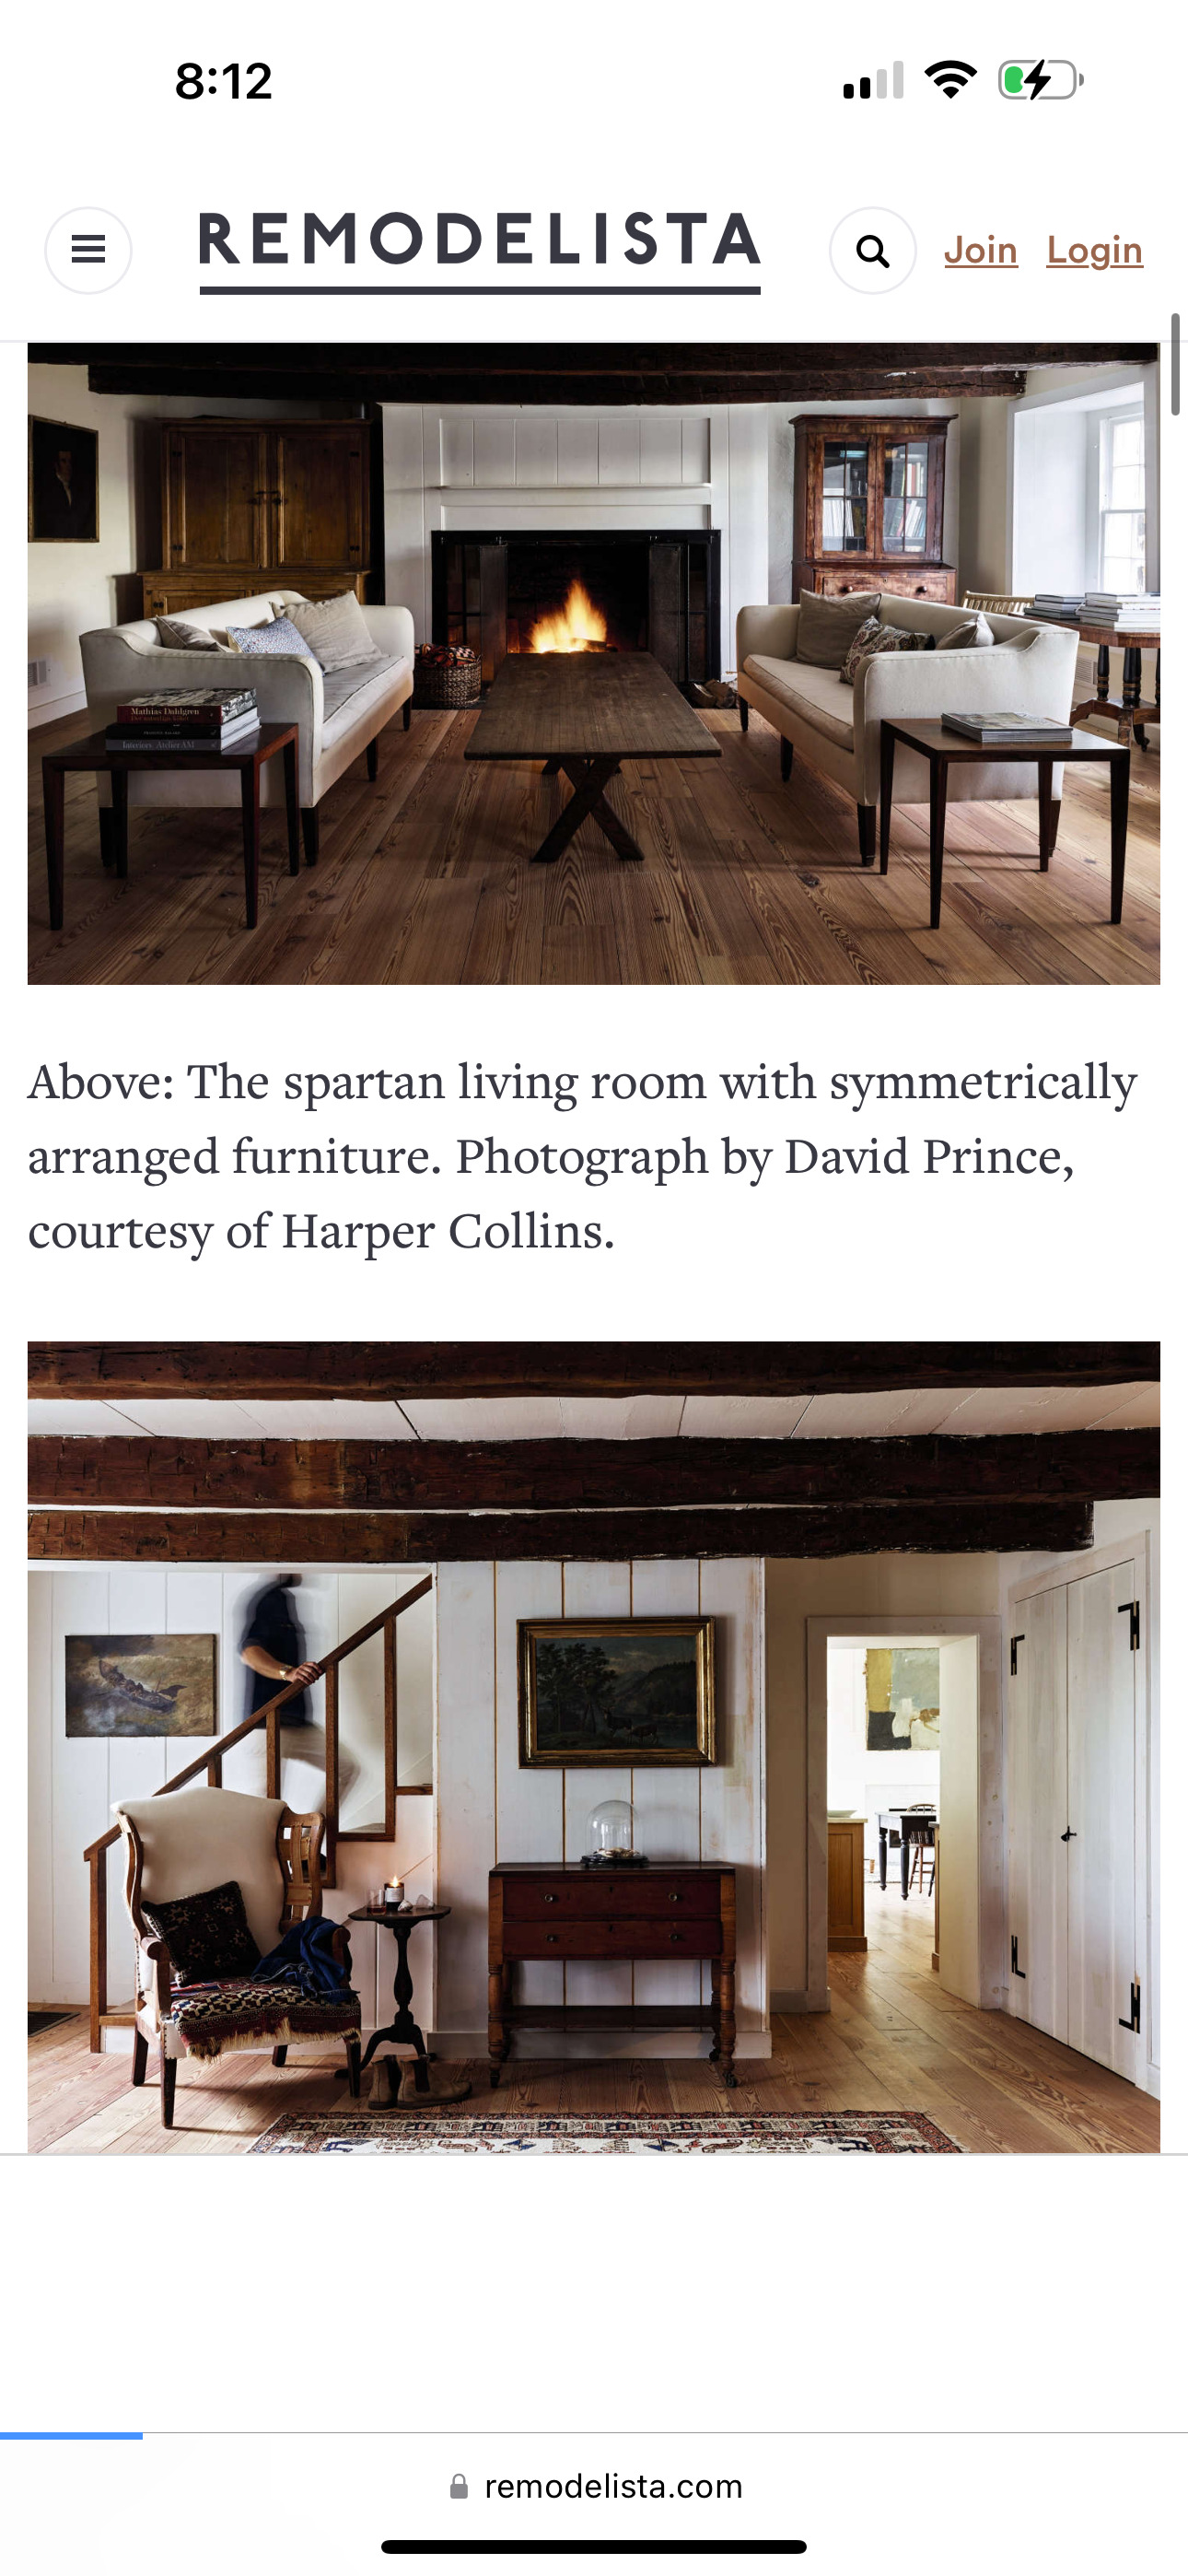 8:12
REMODELISTA
Join Login
Mathias Dahlgren
Interiors Atelier AM
Above: The spartan living room with symmetrically
arranged furniture. Photograph by David Prince,
courtesy of Harper Collins.
remodelista.com